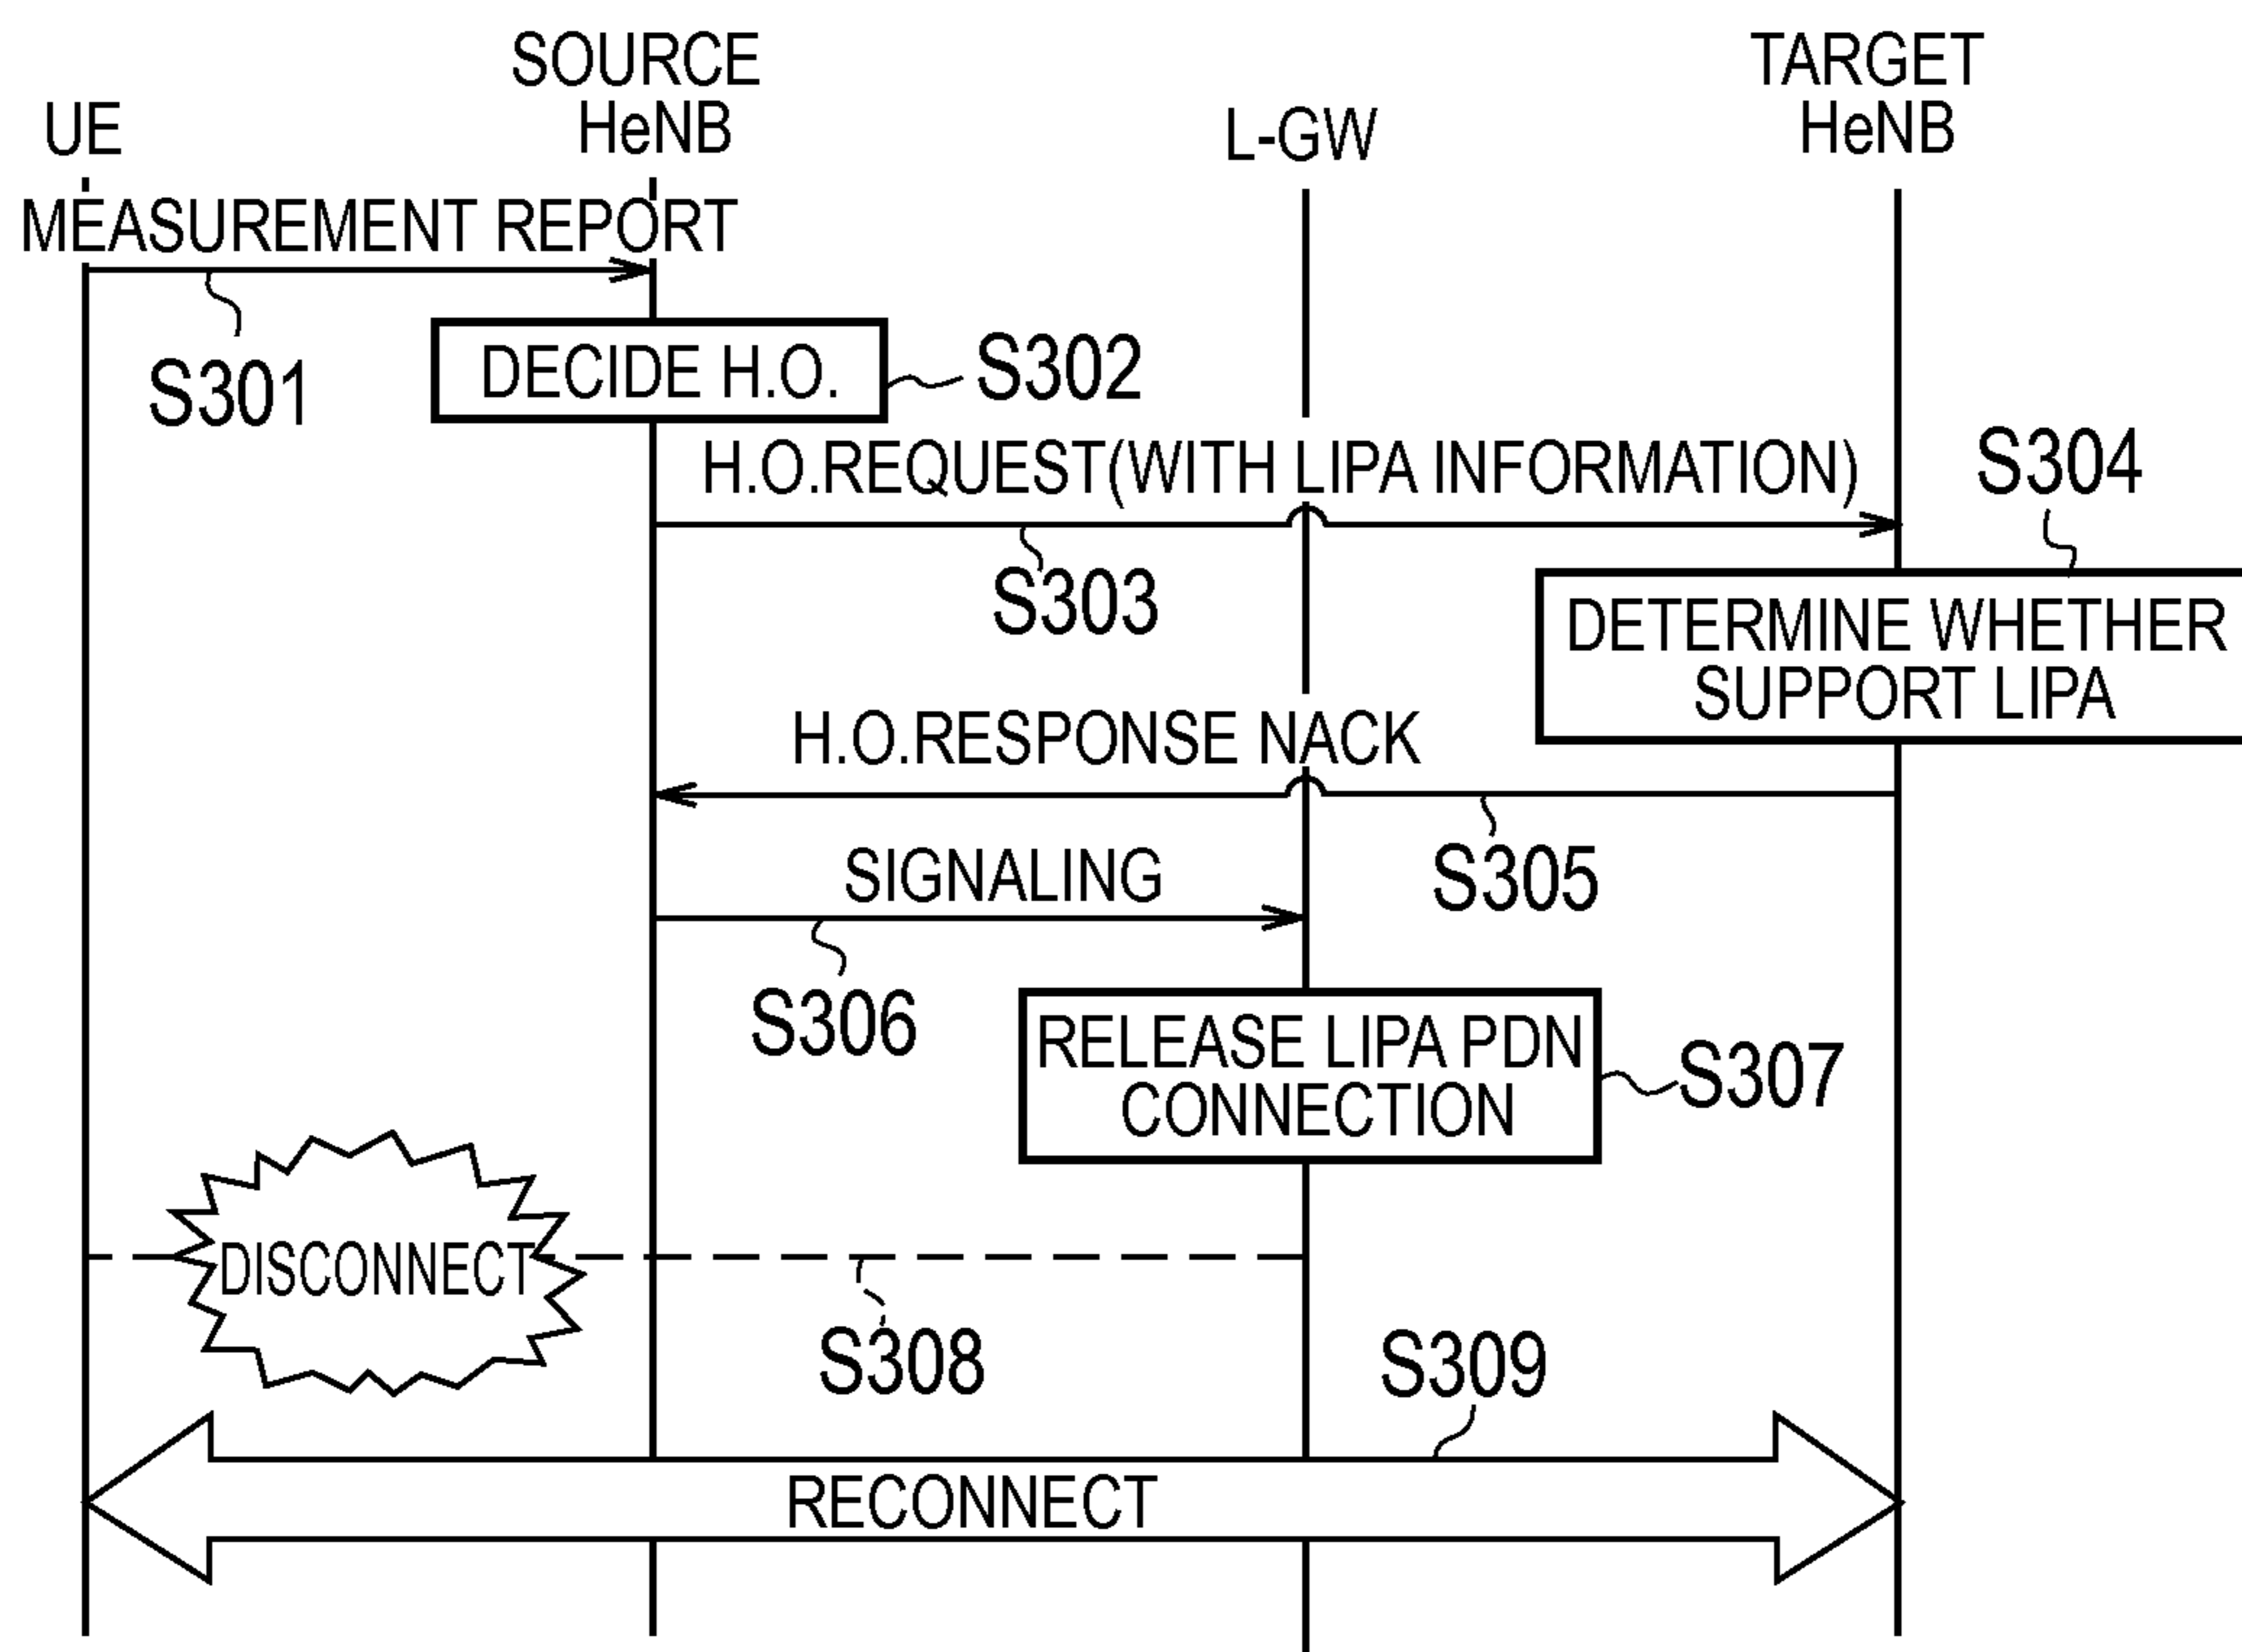 SOURCE
HeNB
TARGET
HeNB
UE
L-GW
MEASUREMENT REPORT
S301
DECIDE H.O.
S302
H.O.REQUEST(WITH LIPA INFORMATION)
S303
S304
DETERMINE WHETHER
SUPPORT LIPA
H.O.RESPONSE NACK
S305
SIGNALING
S306
RELEASE LIPA PDN
CONNECTION
S307
DISCONNECT
S308
S309
RECONNECT